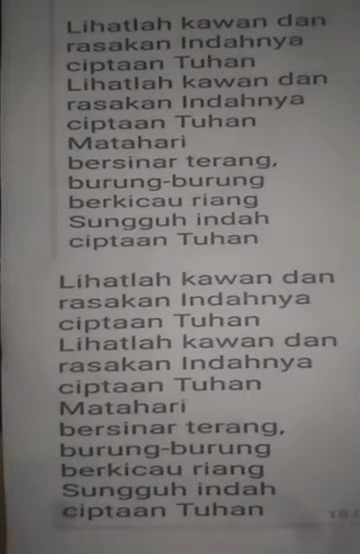 Lihatlah kawan dan
rasakan Indahnya
ciptaan Tuhan
Lihatlah kawan dan
rasakan Indahnya
ciptaan Tuhan
Matahari
bersinar terang,
burung-burung
berkicau riang
Sungguh indah
ciptaan Tuhan
Lihatlah kawan dan
rasakan Indahnya
ciptaan Tuhan
Lihatlah kawan dan
rasakan Indahnya
ciptaan Tuhan
Matahari
bersinar terang,
burung-burung
berkicau riang
Sungguh indah
ciptaan Tuhan